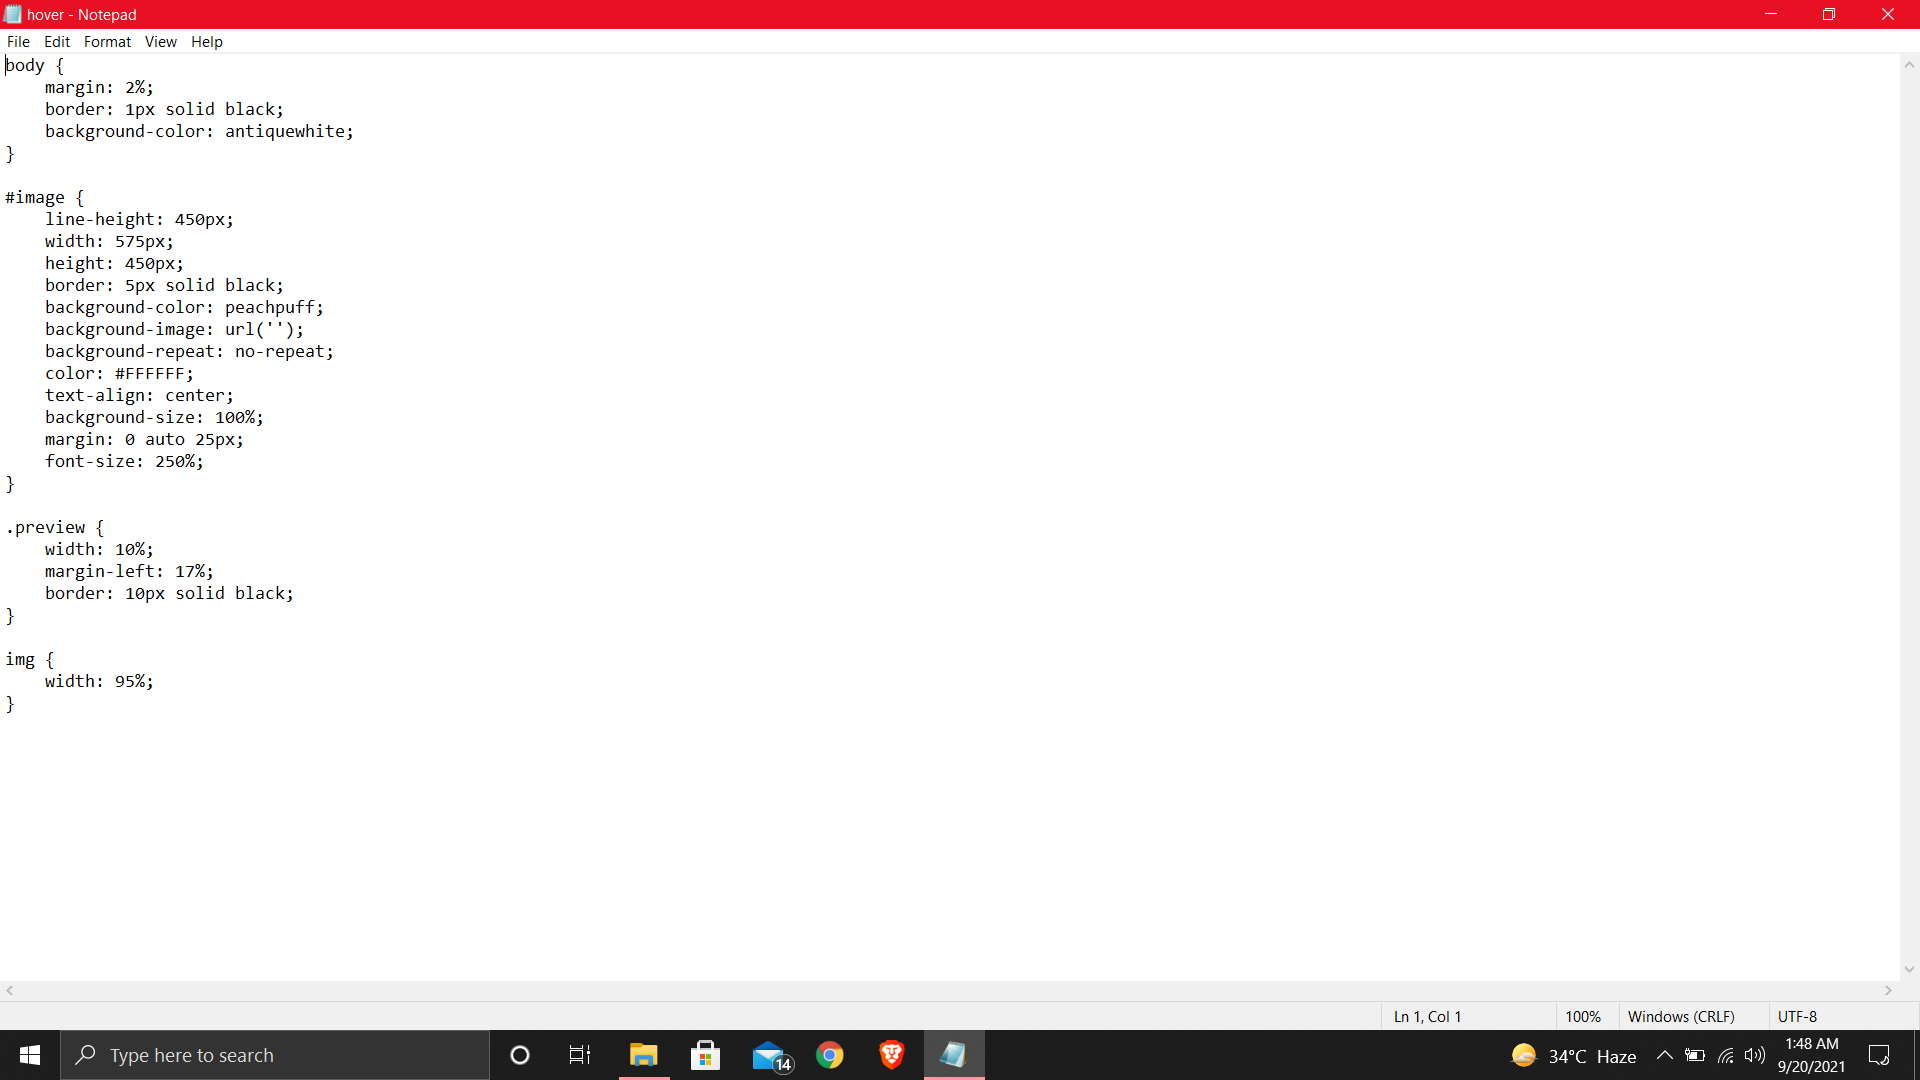 hover - Notepad
File Edit Format View Help
body {
    margin: 2%;
    border: 1px solid black;
    background-color: antiquewhite;
}

#image {
    line-height: 450px;
    width: 575px;
    height: 450px;
    border: 5px solid black;
    background-color: peachpuff;
    background-image: url('');
    background-repeat: no-repeat;
    color: #FFFFFF;
    text-align: center;
    background-size: 100%;
    margin: 0 auto 25px;
    font-size: 250%;
}

.preview {
    width: 10%;
    margin-left: 17%;
    border: 10px solid black;
}

img {
    width: 95%;
}
Ln 1, Col 1 100% Windows (CRLF) UTF-8
Type here to search 14 34°C Haze 1:48 AM
9/20/2021